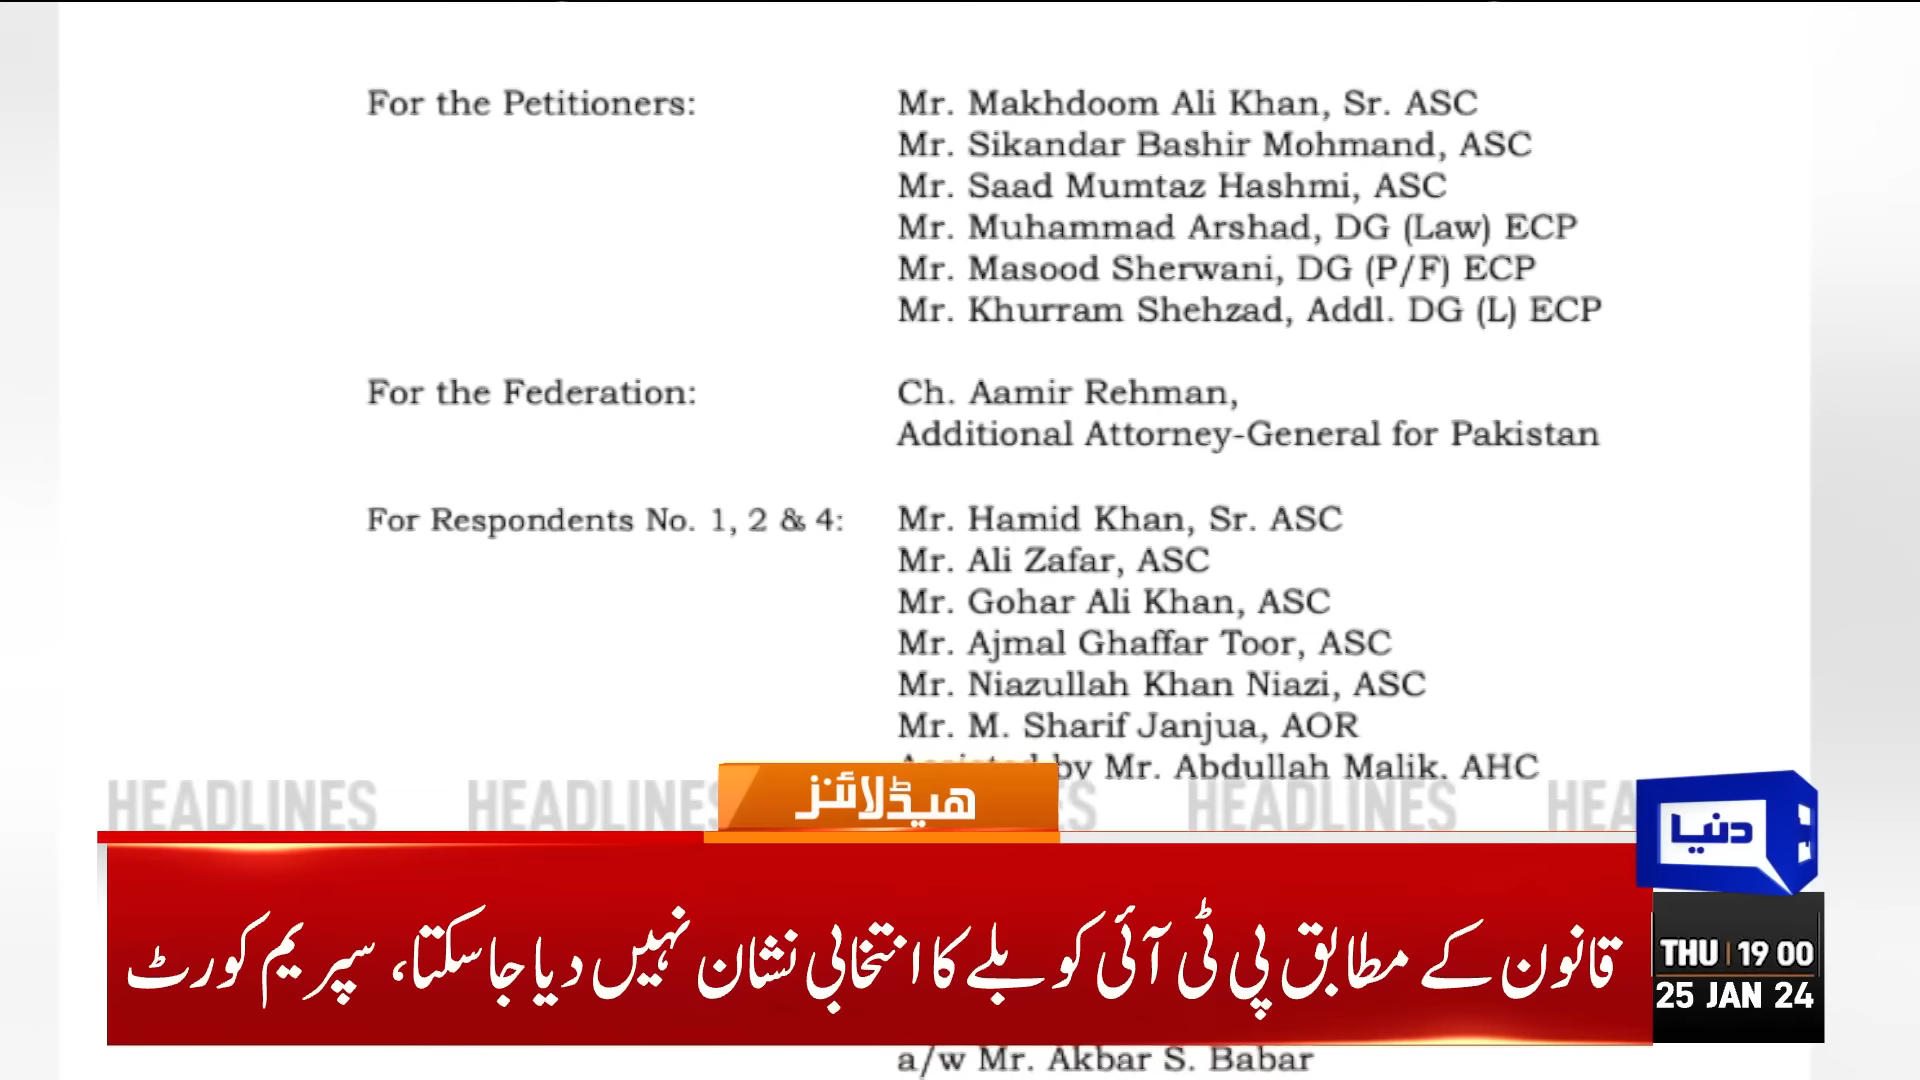 For the Petitioners:
Mr. Makhdoom Ali Khan, Sr. ASC
Mr. Sikandar Bashir Mohmand, ASC
Mr. Saad Mumtaz Hashmi, ASC
Mr. Muhammad Arshad, DG (Law) ECP
Mr. Masood Sherwani, DG (P/F) ECP
Mr. Khurram Shehzad, Addl. DG (L) ECP
For the Federation:
Ch. Aamir Rehman,
Additional Attorney-General for Pakistan
For Respondents No. 1, 2 & 4:
Mr. Hamid Khan, Sr. ASC
Mr. Ali Zafar, ASC
Mr. Gohar Ali Khan, ASC
Mr. Ajmal Ghaffar Toor, ASC
Mr. Niazullah Khan Niazi, ASC
Mr. M. Sharif Janjua, AOR
by Mr. Abdullah Malik, AHC
HEADLINES HEADLINES HEADLINES
ھیڈلائنز
دنیا
قانون کے مطابق پی ٹی آئی کو بلے کا انتخابی نشان نہیں دیا جا سکتا، سپریم کورٹ
THU 19 00
25 JAN 24
a/w Mr. Akbar S. Babar